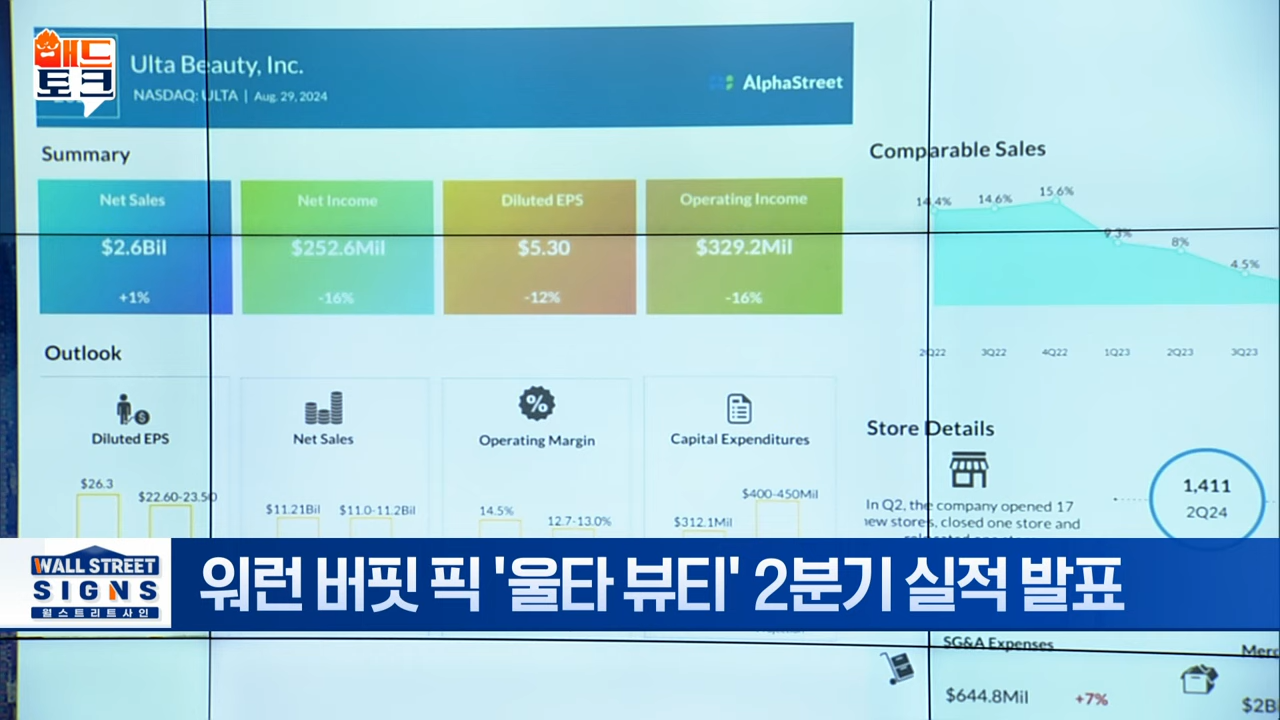 매드
토크
Ulta Beauty, Inc.
NASDAQ: ULTA | Aug. 29, 2024
AlphaStreet
Summary
Net Sales
$2.6Bil
+1%
Net Income
$252.6Mil
-16%
Diluted EPS
$5.30
-12%
Operating Income
$329.2Mil
-16%
Comparable Sales
14.4%
14.6%
15.6%
9.3%
8%
4.5%
2Q22
3Q22
4Q22
1Q23
2Q23
3Q23
Outlook
Diluted EPS
$26.3
$22.60-23.50
Net Sales
$11.21Bil
$11.0-11.2Bil
Operating Margin
14.5%
12.7-13.0%
Capital Expenditures
$312.1Mil
$400-450Mil
Store Details
In Q2, the company opened 17
new stores, closed one store and
1,411
2Q24
WALL STREET
SIGNS
월스트리트사인
워런 버핏 픽 '울타 뷰티' 2분기 실적 발표
SG&A Expenses
$644.8Mil
+7%
Merc
$2B